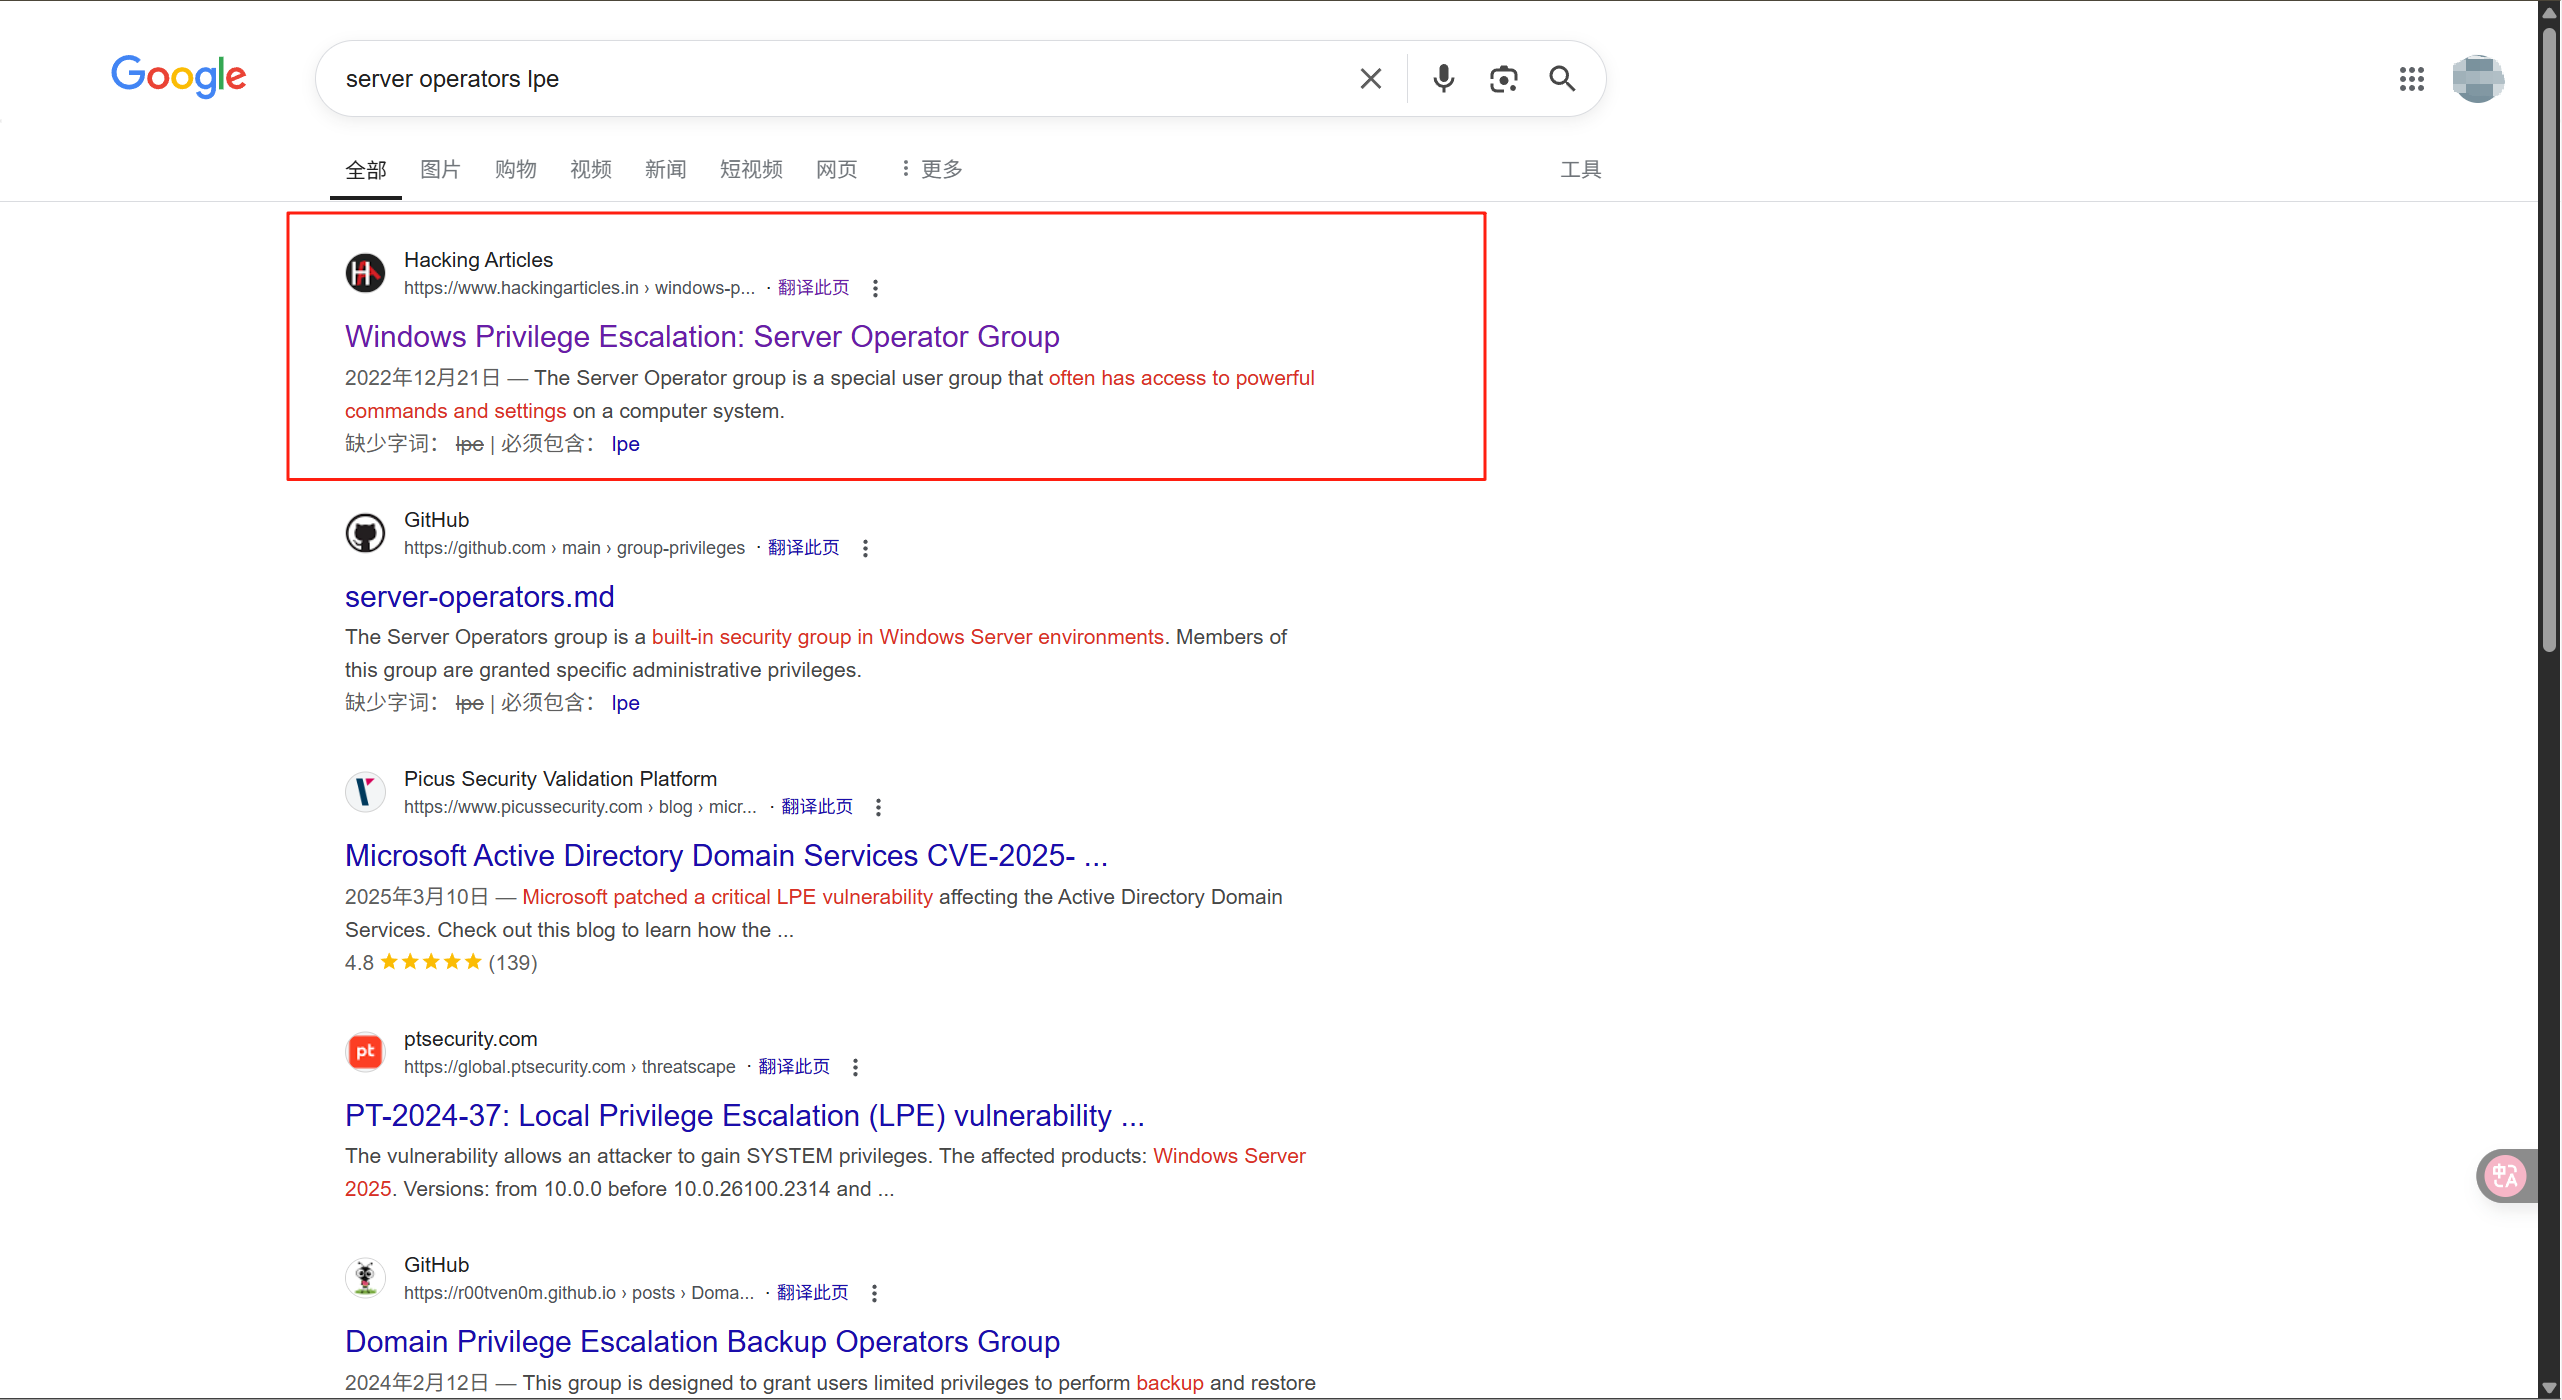 Google
server operators lpe
全部 图片 购物 视频 新闻 短视频 网页 更多 工具
Hacking Articles
https://www.hackingarticles.in › windows-p... · 翻译此页
Windows Privilege Escalation: Server Operator Group
2022年12月21日 — The Server Operator group is a special user group that often has access to powerful
commands and settings on a computer system.
缺少字词： lpe | 必须包含： lpe
GitHub
https://github.com › main › group-privileges · 翻译此页
server-operators.md
The Server Operators group is a built-in security group in Windows Server environments. Members of
this group are granted specific administrative privileges.
缺少字词： lpe | 必须包含： lpe
Picus Security Validation Platform
https://www.picussecurity.com › blog › micr... · 翻译此页
Microsoft Active Directory Domain Services CVE-2025- ...
2025年3月10日 — Microsoft patched a critical LPE vulnerability affecting the Active Directory Domain
Services. Check out this blog to learn how the ...
4.8 ★★★★★ (139)
pt
ptsecurity.com
https://global.ptsecurity.com › threatscape · 翻译此页
PT-2024-37: Local Privilege Escalation (LPE) vulnerability ...
The vulnerability allows an attacker to gain SYSTEM privileges. The affected products: Windows Server
2025. Versions: from 10.0.0 before 10.0.26100.2314 and ...
GitHub
https://r00tven0m.github.io › posts › Doma... · 翻译此页
Domain Privilege Escalation Backup Operators Group
2024年2月12日 — This group is designed to grant users limited privileges to perform backup and restore